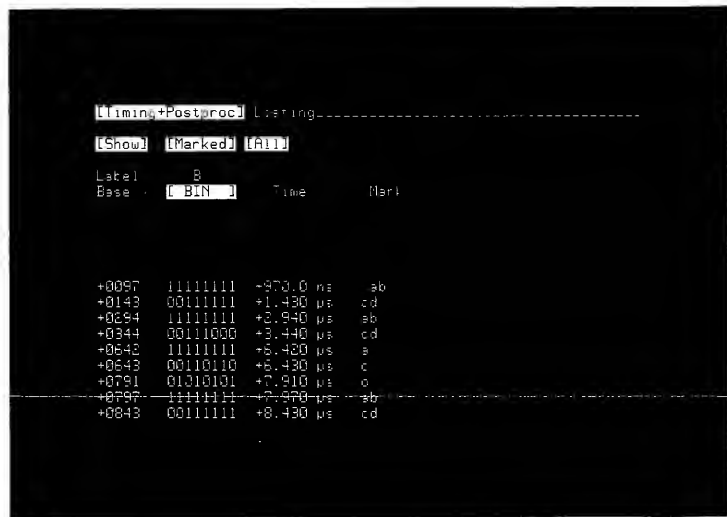 [Timing+Postproc] Listing
[Show] [Marked] [All]
Label B
Base [ BIN ] Time Mark
+0097 11111111 +970.0 ns ab
+0143 00111111 +1.430 µs cd
+0294 11111111 +2.940 µs ab
+0344 00111000 +3.440 µs cd
+0642 11111111 +6.420 µs a
+0643 00110110 +6.430 µs c
+0791 01010101 +7.910 µs
+0797 11111111 +7.970 µs ab
+0843 00111111 +8.430 µs cd